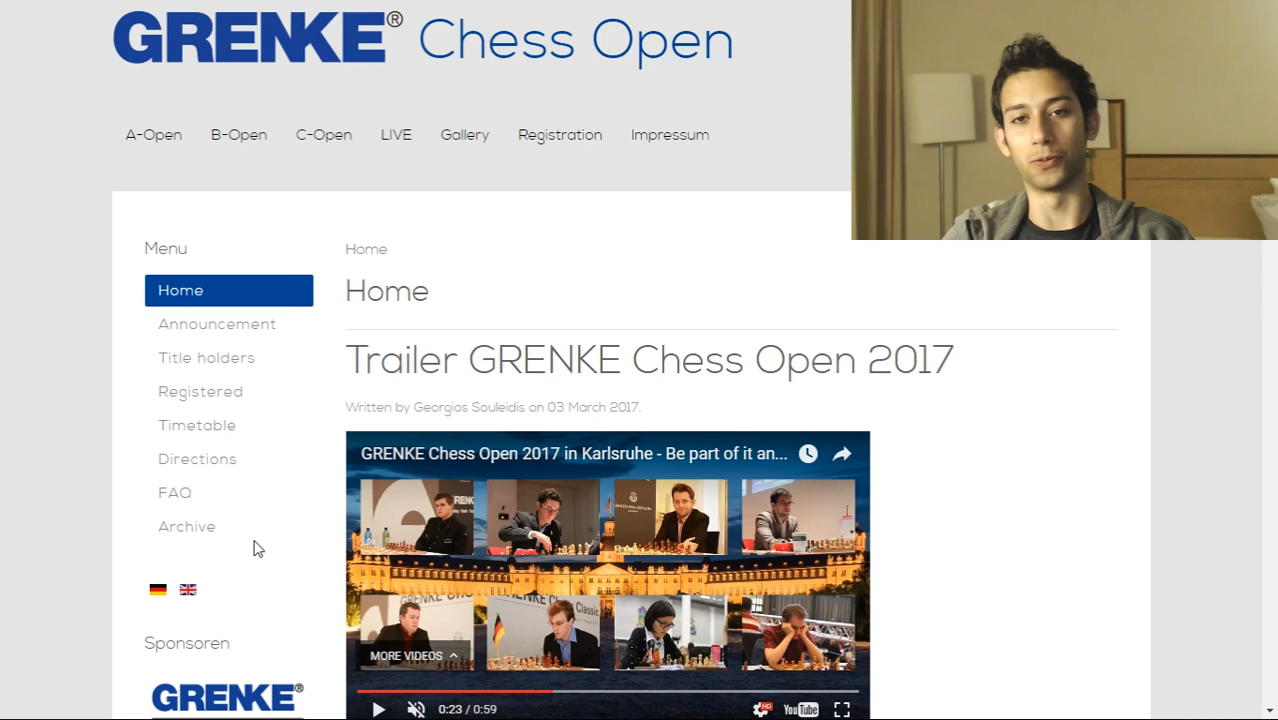 GRENKE® Chess Open
A-Open B-Open C-Open LIVE Gallery Registration Impressum
Menu
Home
Announcement
Title holders
Registered
Timetable
Directions
FAQ
Archive
Sponsoren
GRENKE®
Home
Home
Trailer GRENKE Chess Open 2017
Written by Georgios Souleidis on 03 March 2017.
GRENKE Chess Open 2017 in Karlsruhe - Be part of it an...
MORE VIDEOS
0:23 / 0:59
HD
YouTube